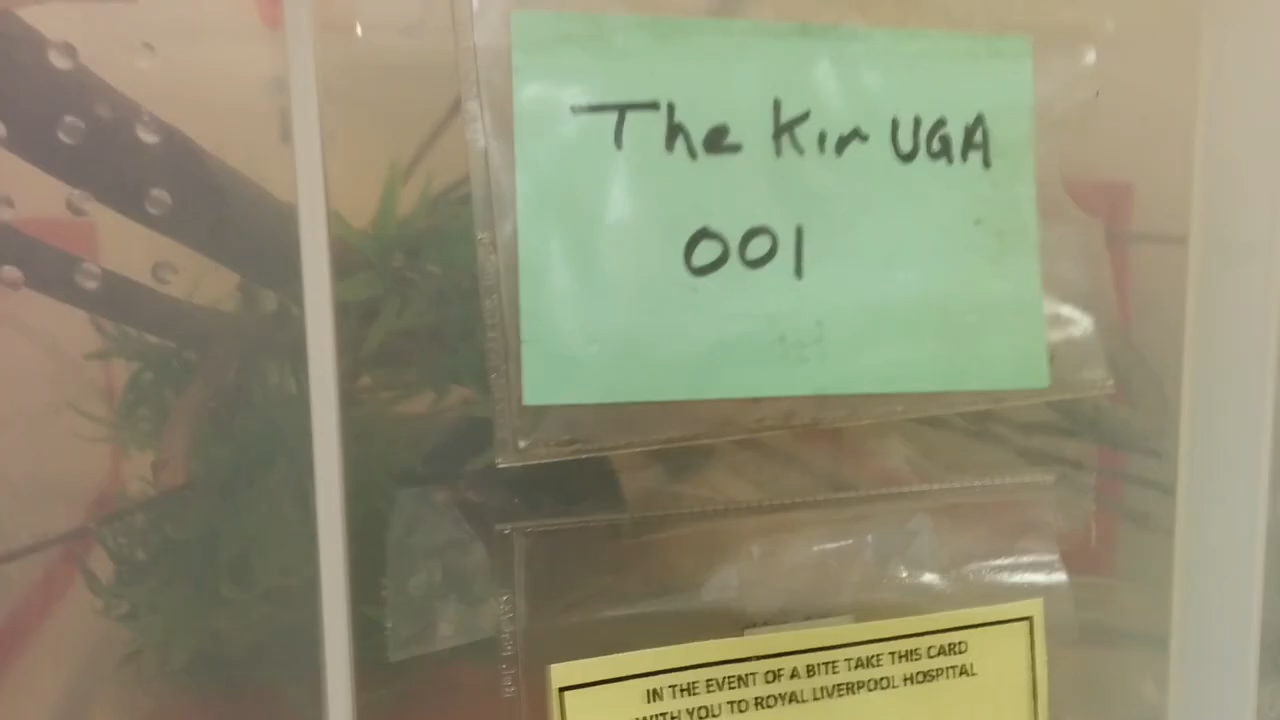 The Kir UGA
001
IN THE EVENT OF A BITE TAKE THIS CARD
WITH YOU TO ROYAL LIVERPOOL HOSPITAL